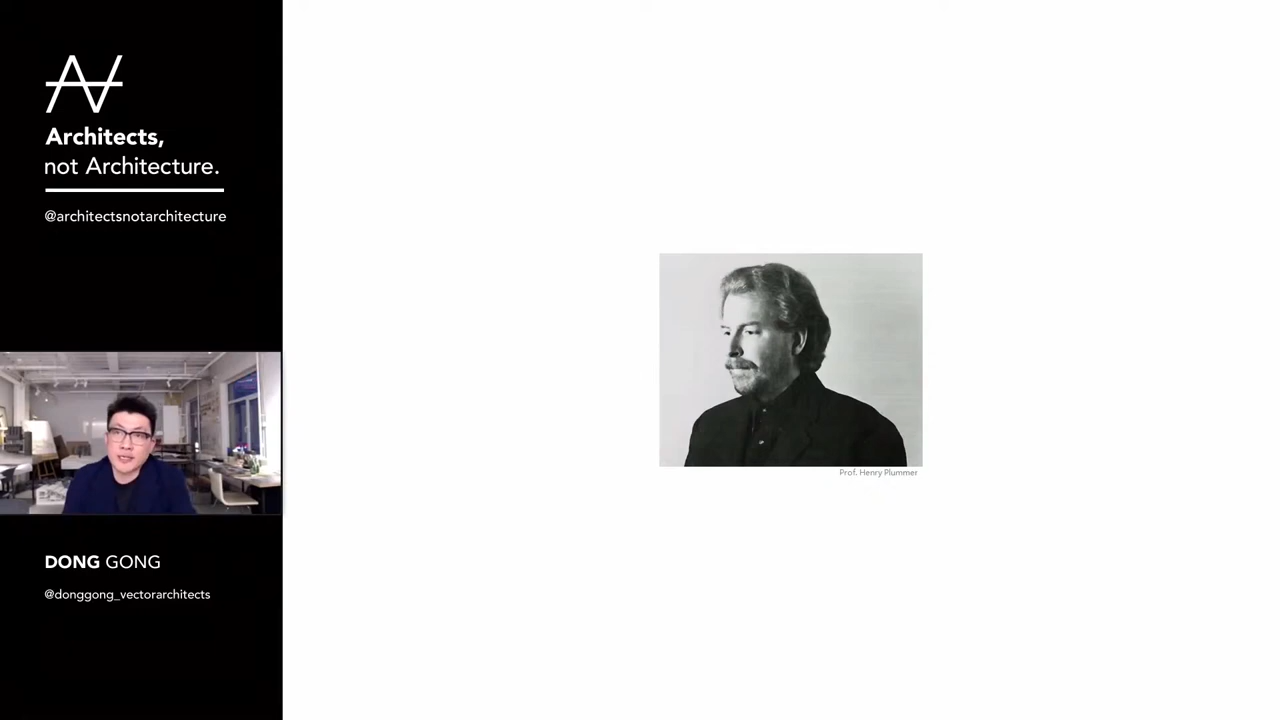 Architects,
not Architecture.
@architectsnotarchitecture
DONG GONG
@donggong_vectorarchitects
Prof. Henry Plummer